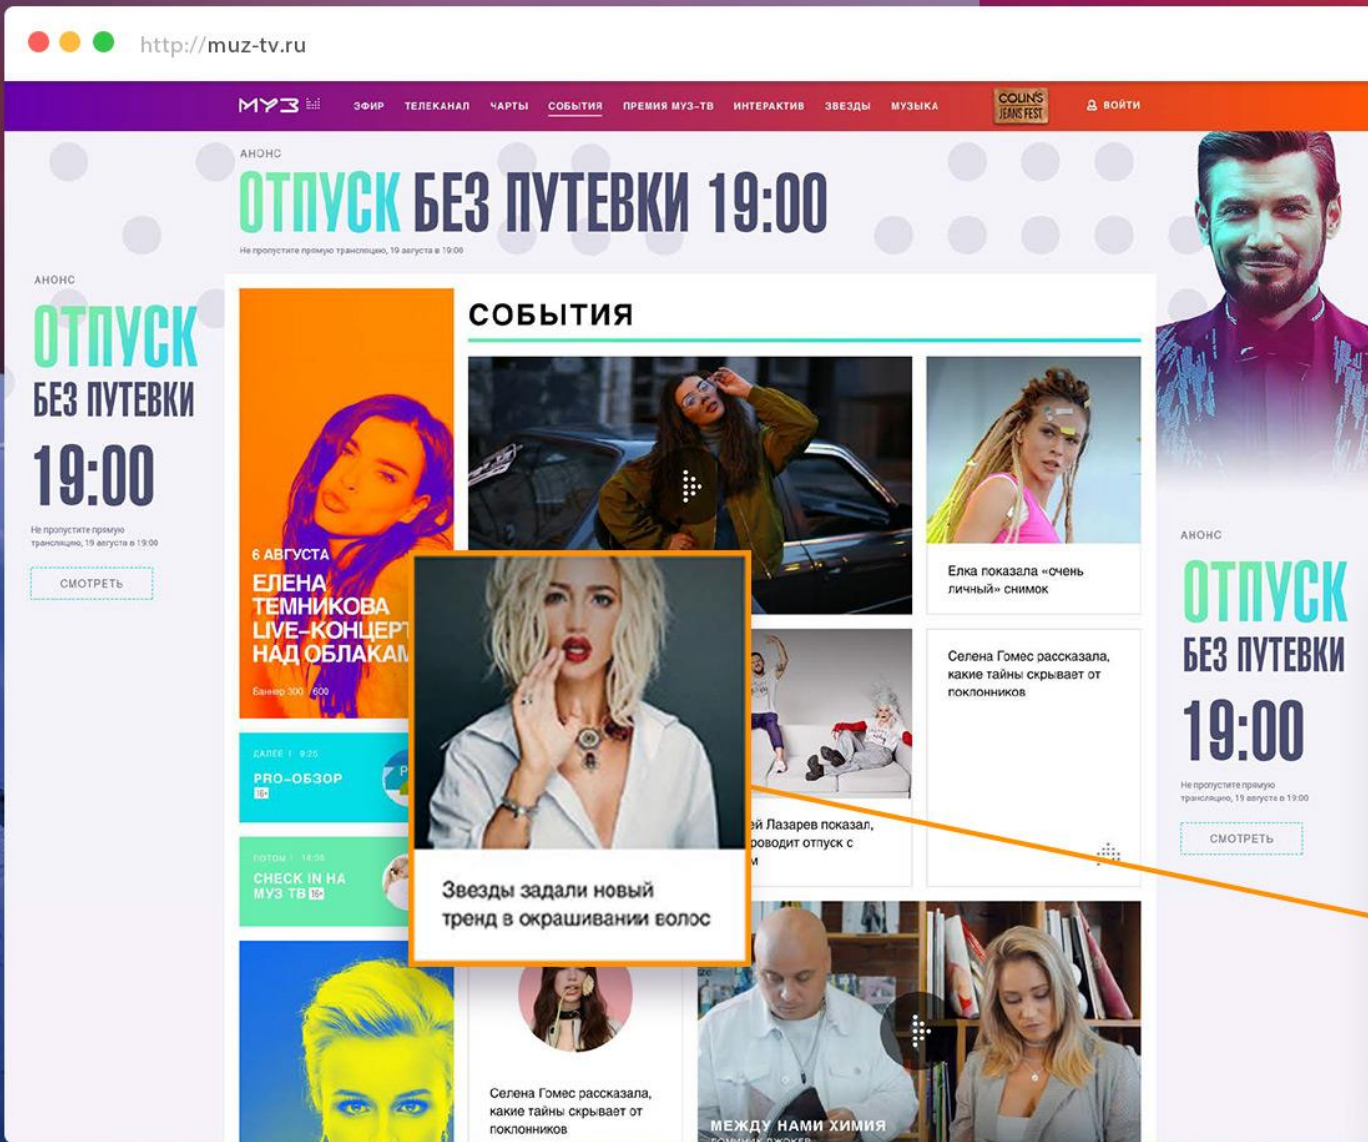 http://muz-tv.ru
МУЗ
ЭФИР
ТЕЛЕКАНАЛ
ЧАРТЫ
СОБЫТИЯ
ПРЕМИЯ МУЗ-ТВ
ИНТЕРАКТИВ
ЗВЕЗДЫ
МУЗЫКА
COLIN'S
JEANS FEST
ВОЙТИ
АНОНС
ОТПУСК БЕЗ ПУТЕВКИ 19:00
Не пропустите прямую трансляцию, 19 августа в 19:00
АНОНС
ОТПУСК
БЕЗ ПУТЕВКИ
19:00
Не пропустите прямую
трансляцию, 19 августа в 19:00
СМОТРЕТЬ
6 АВГУСТА
ЕЛЕНА
ТЕМНИКОВА
LIVE-КОНЦЕРТ
НАД ОБЛАКАМ
Баннер 300 600
ДАЛЕЕ 9:25
PRO-ОБЗОР
16+
ПОТОМ
CHECK IN НА
МУЗ ТВ 16+
СОБЫТИЯ
Елка показала «очень
личный» снимок
Селена Гомес рассказала,
какие тайны скрывает от
поклонников
Звезды задали новый
тренд в окрашивании волос
ей Лазарев показал,
роводит отпуск с
м
Селена Гомес рассказала,
какие тайны скрывает от
поклонников
МЕЖДУ НАМИ ХИМИЯ
ДОМИНИК ДЖОКЕР
АНОНС
ОТПУСК
БЕЗ ПУТЕВКИ
19:00
Не пропустите прямую
трансляцию, 19 августа в 19:00
СМОТРЕТЬ